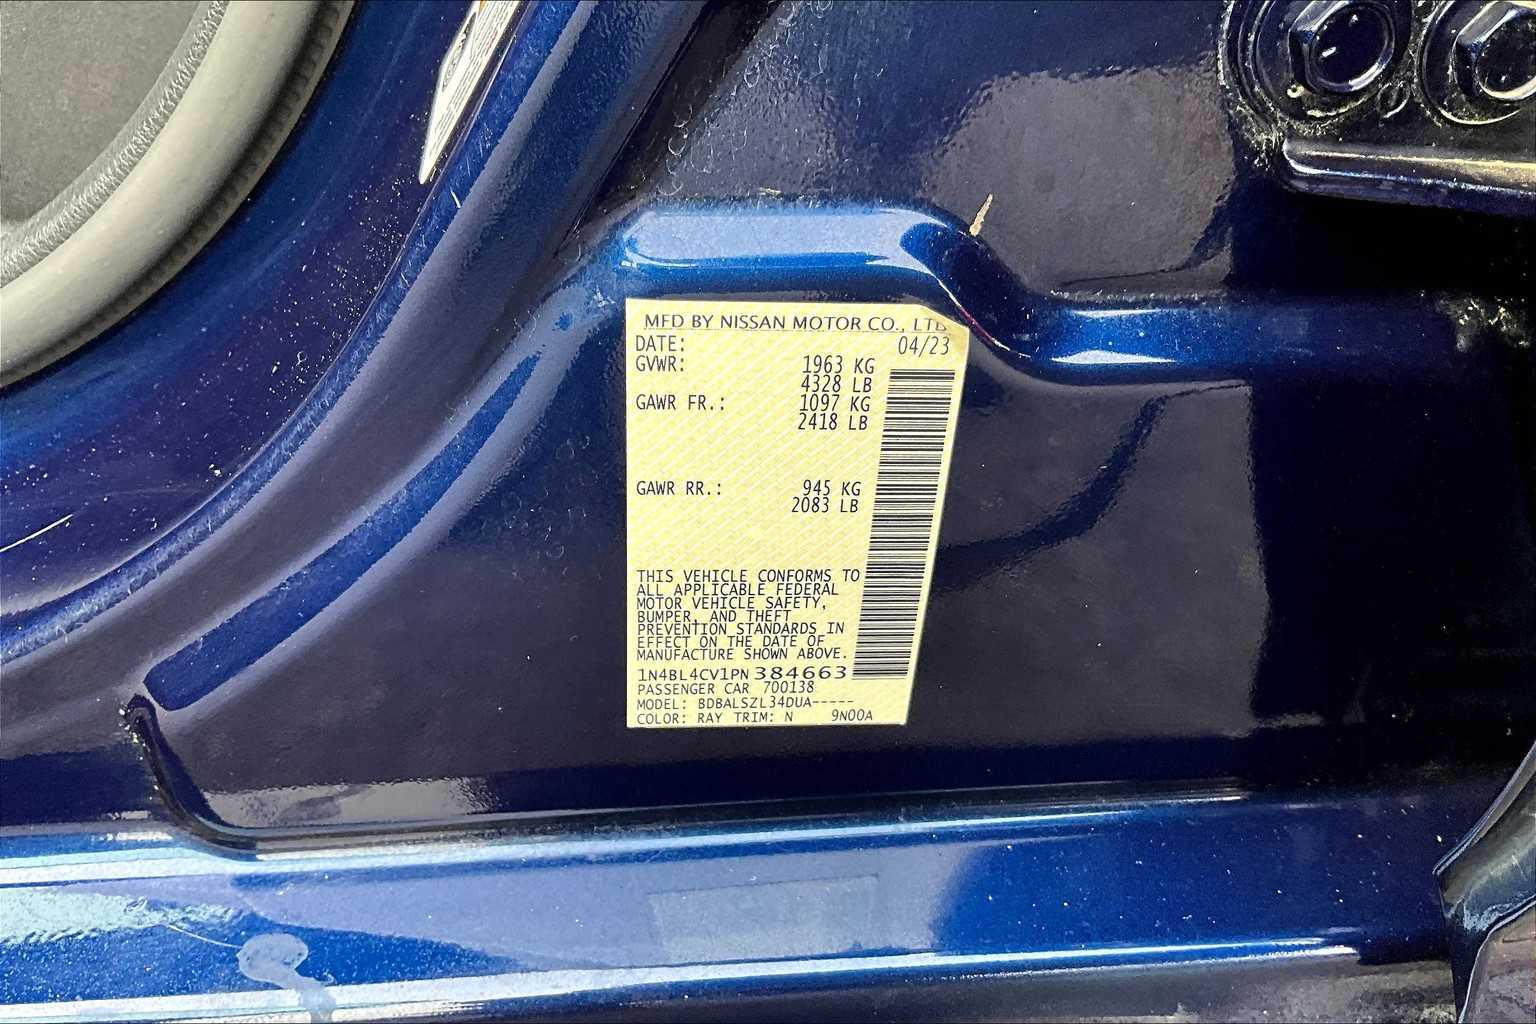 MFD BY NISSAN MOTOR CO., LTD
DATE: 04/23
GVWR: 1963 KG
4328 LB
GAWR FR.: 1097 KG
2418 LB
GAWR RR.: 945 KG
2083 LB
THIS VEHICLE CONFORMS TO
ALL APPLICABLE FEDERAL
MOTOR VEHICLE SAFETY,
BUMPER, AND THEFT
PREVENTION STANDARDS IN
EFFECT ON THE DATE OF
MANUFACTURE SHOWN ABOVE.
1N4BL4CV1PN384663
PASSENGER CAR 700138
MODEL: BDBALSZL34DUA-----
COLOR: RAY TRIM: N 9N00A